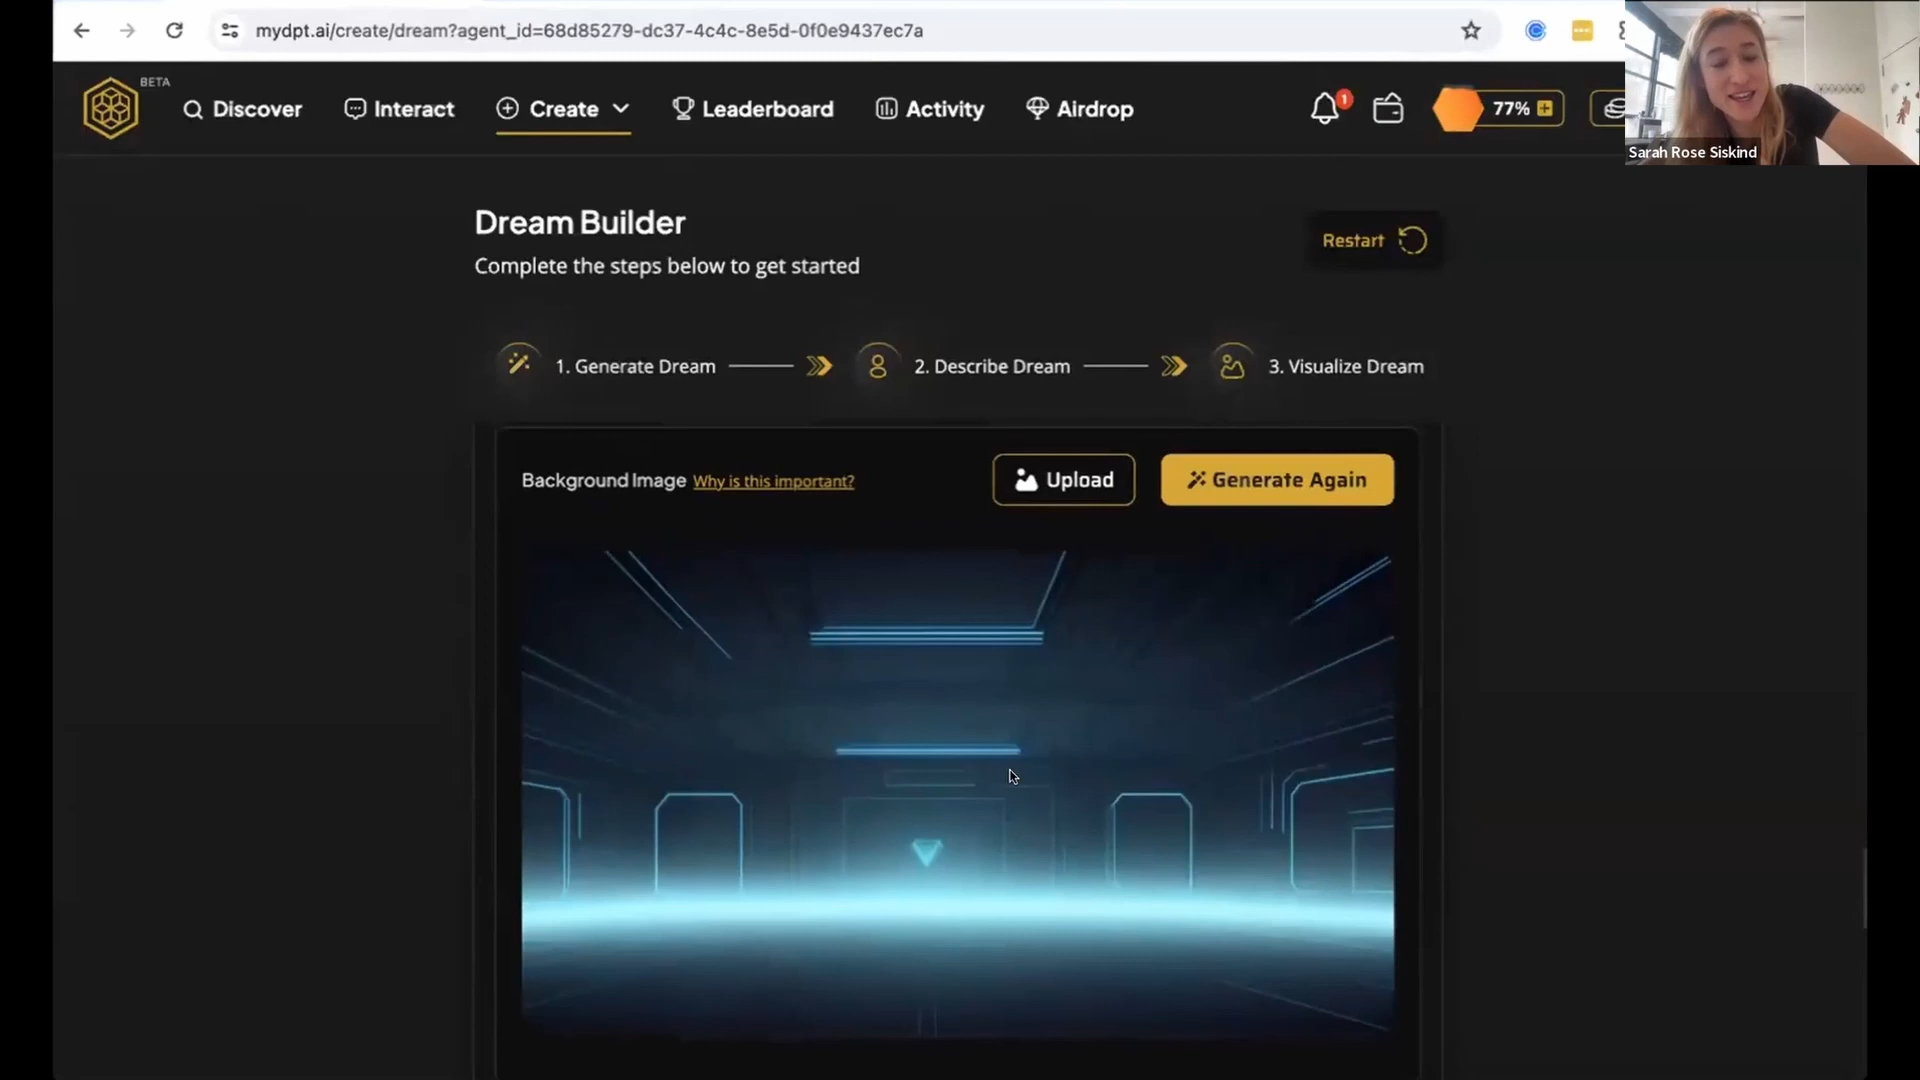 mydpt.ai/create/dream?agent_id=68d85279-dc37-4c4c-8e5d-0f0e9437ec7a
BETA
Discover
Interact
Create
Leaderboard
Activity
Airdrop
1
77%
Sarah Rose Siskind
Dream Builder
Restart
Complete the steps below to get started
1. Generate Dream
2. Describe Dream
3. Visualize Dream
Background Image Why is this important?
Upload
Generate Again